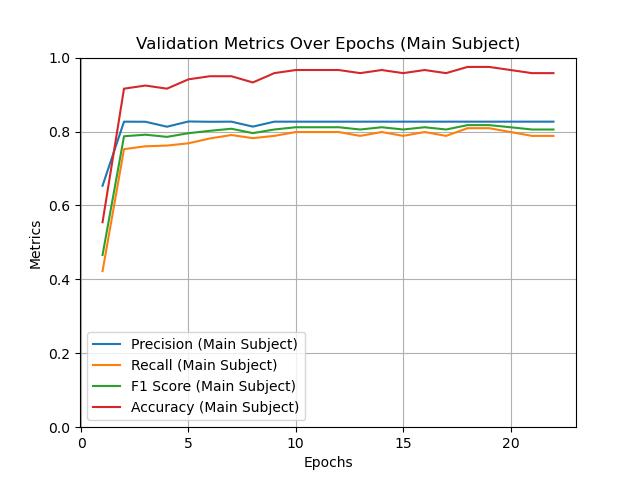 Validation Metrics Over Epochs (Main Subject)
1.0
0.8
0.6
0.4
0.2
0.0
Metrics
Precision (Main Subject)
Recall (Main Subject)
F1 Score (Main Subject)
Accuracy (Main Subject)
0 5 10 15 20
Epochs